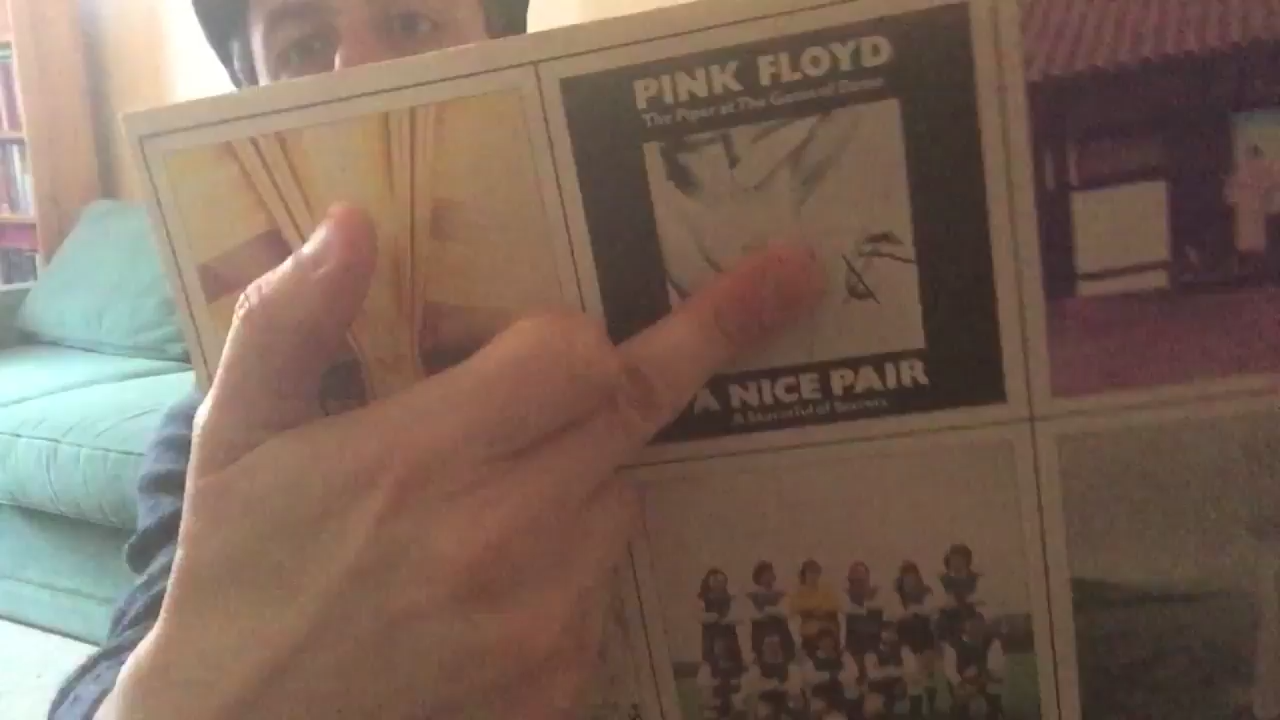 PINK FLOYD
The Piper at The Gates of Dawn
A NICE PAIR
A Saucerful of Secrets